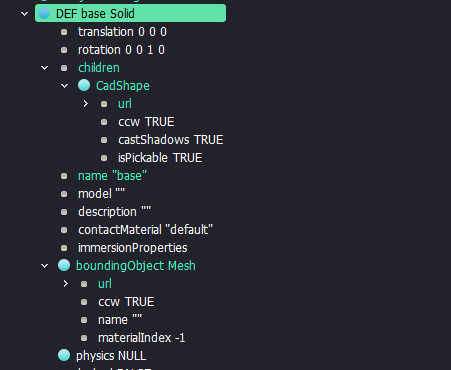 DEF base Solid
translation 0 0 0
rotation 0 0 1 0
children
CadShape
url
ccw TRUE
castShadows TRUE
isPickable TRUE
name "base"
model ""
description ""
contactMaterial "default"
immersionProperties
boundingObject Mesh
url
ccw TRUE
name ""
materialIndex -1
physics NULL